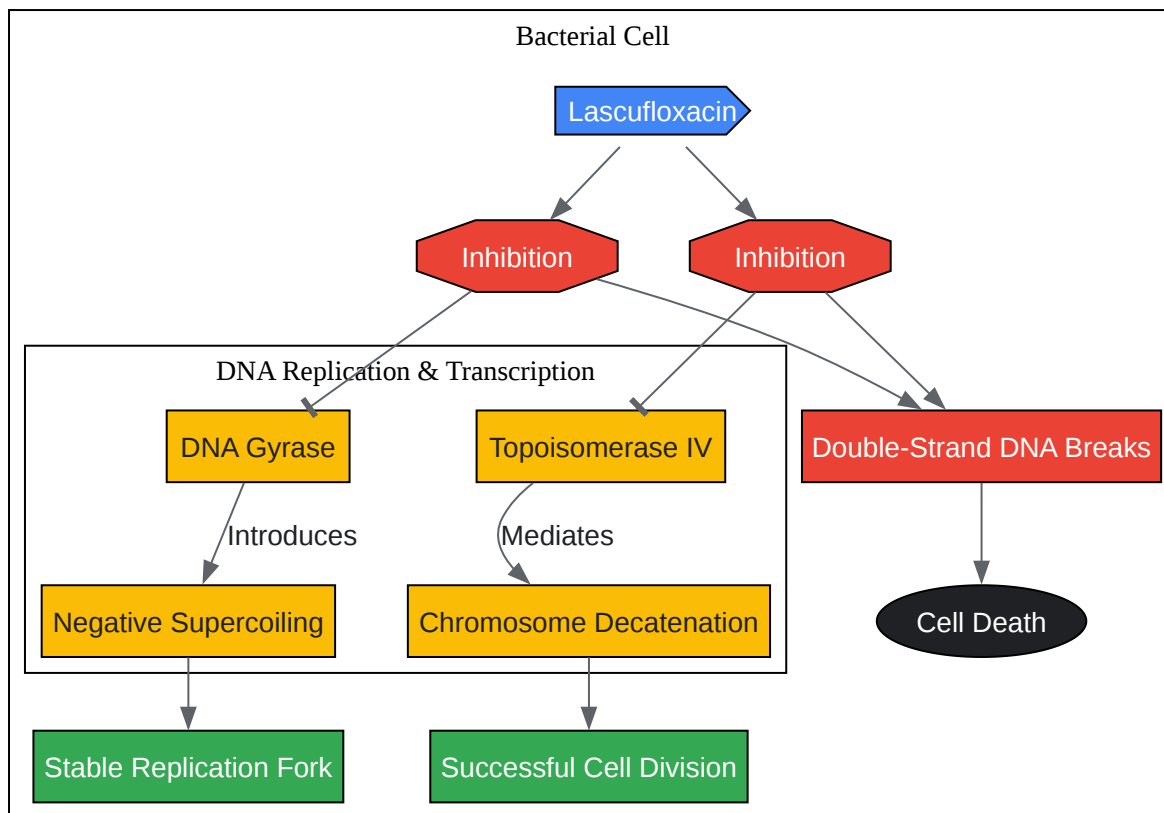 Bacterial Cell
Lascufloxacin
Inhibition
Inhibition
DNA Replication & Transcription
DNA Gyrase
Topoisomerase IV
Double-Strand DNA Breaks
Introduces
Mediates
Negative Supercoiling
Chromosome Decatenation
Cell Death
Stable Replication Fork
Successful Cell Division